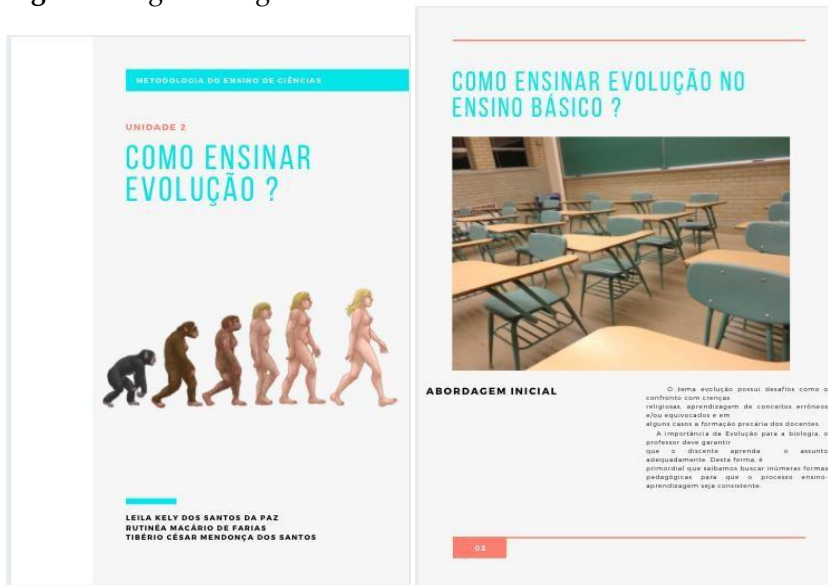 METODOLOGIA DO ENSINO DE CIÊNCIAS
UNIDADE 2
COMO ENSINAR
EVOLUÇÃO ?
LEILA KELY DOS SANTOS DA PAZ
RUTINÉA MACÁRIO DE FARIAS
TIBÉRIO CÉSAR MENDONÇA DOS SANTOS
COMO ENSINAR EVOLUÇÃO NO
ENSINO BÁSICO ?
ABORDAGEM INICIAL
O tema evolução possui desafios como o
confronto com crenças
religiosas, aprendizagem de conceitos errôneos
e/ou equivocados e em
alguns casos a formação precária dos docentes.
A importância da Evolução para a biologia, o
professor deve garantir
que o discente aprenda o assunto
adequadamente. Desta forma, é
primordial que saibamos buscar inúmeras formas
pedagógicas para que o processo ensino-
aprendizagem seja consistente.
02